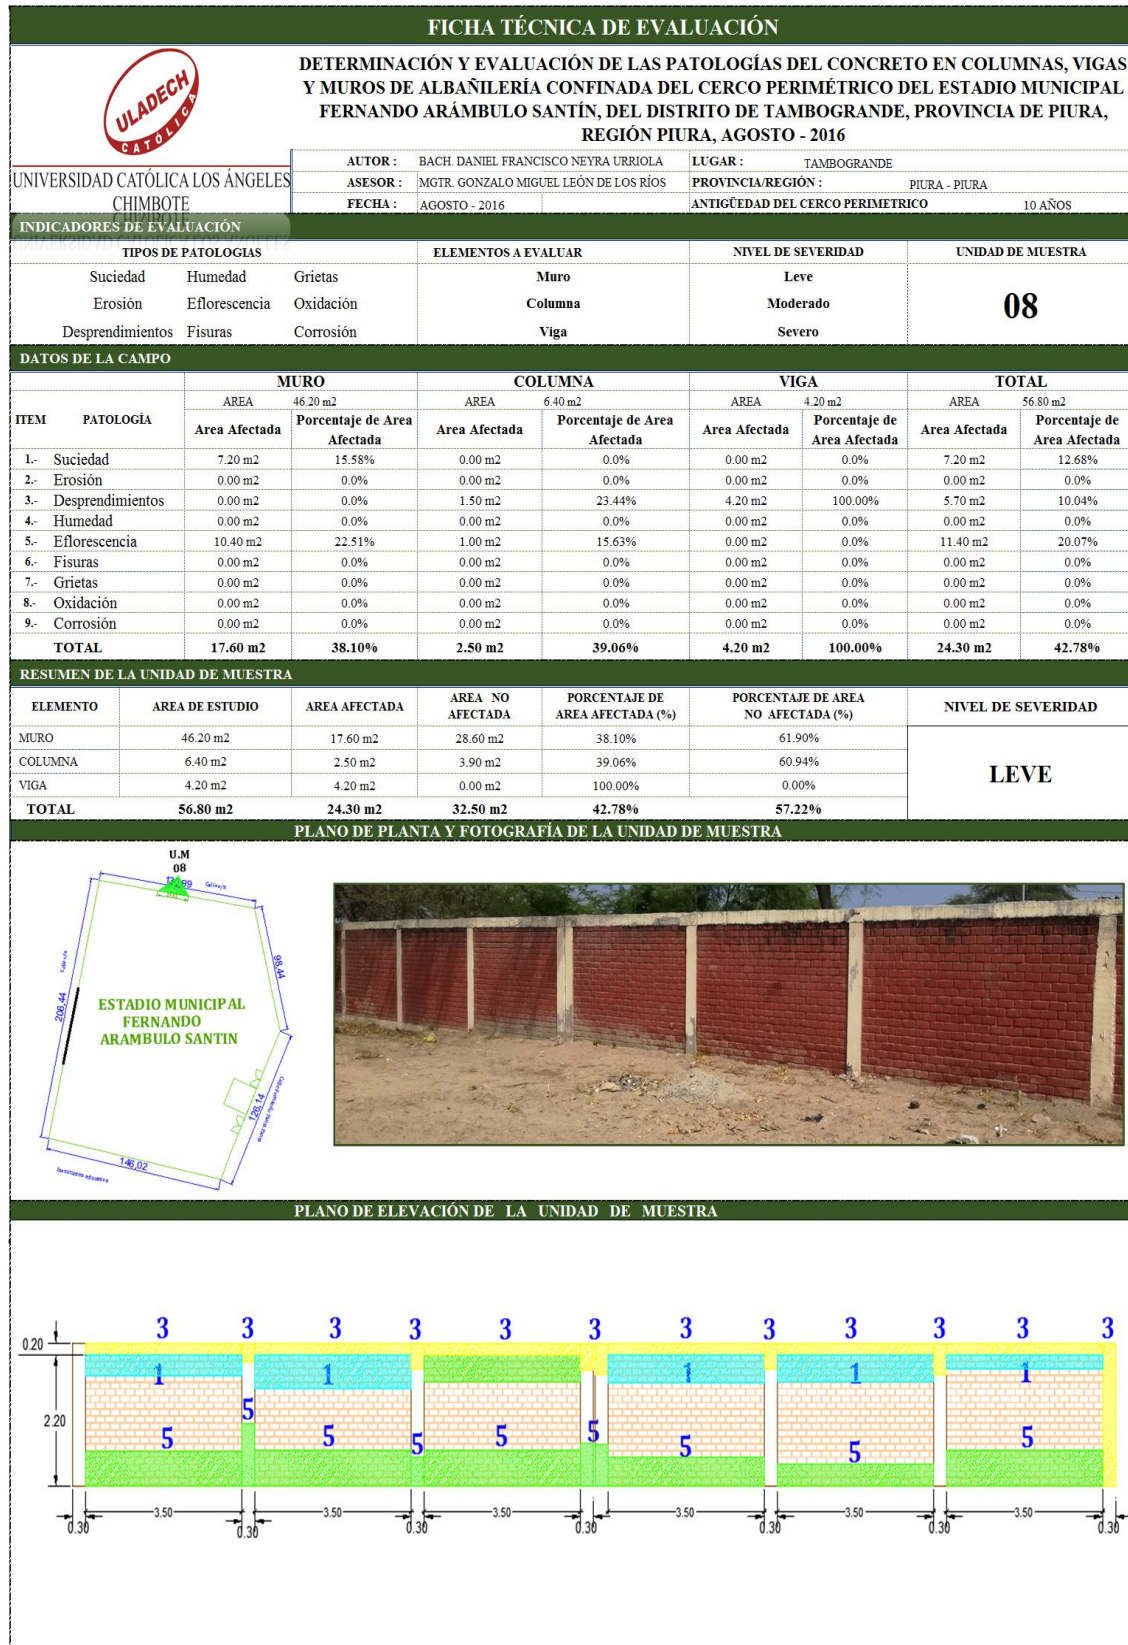 FICHA TÉCNICA DE EVALUACIÓN
ULADECH
CATÓLICA
UNIVERSIDAD CATÓLICA LOS ÁNGELES
CHIMBOTE
DETERMINACIÓN Y EVALUACIÓN DE LAS PATOLOGÍAS DEL CONCRETO EN COLUMNAS, VIGAS
Y MUROS DE ALBAÑILERÍA CONFINADA DEL CERCO PERIMÉTRICO DEL ESTADIO MUNICIPAL
FERNANDO ARÁMBULO SANTÍN, DEL DISTRITO DE TAMBOGRANDE, PROVINCIA DE PIURA,
REGIÓN PIURA, AGOSTO - 2016
AUTOR : BACH. DANIEL FRANCISCO NEYRA URRIOLA LUGAR : TAMBOGRANDE
ASESOR : MGTR. GONZALO MIGUEL LEÓN DE LOS RÍOS PROVINCIA/REGIÓN : PIURA - PIURA
FECHA : AGOSTO - 2016 ANTIGÜEDAD DEL CERCO PERIMETRICO 10 AÑOS
INDICADORES DE EVALUACIÓN
TIPOS DE PATOLOGIAS ELEMENTOS A EVALUAR NIVEL DE SEVERIDAD UNIDAD DE MUESTRA
Suciedad Humedad Grietas Muro Leve
Erosión Eflorescencia Oxidación Columna Moderado 08
Desprendimientos Fisuras Corrosión Viga Severo
DATOS DE LA CAMPO
MURO COLUMNA VIGA TOTAL
AREA 46.20 m2 AREA 6.40 m2 AREA 4.20 m2 AREA 56.80 m2
ITEM PATOLOGÍA Area Afectada Porcentaje de Area Afectada Area Afectada Porcentaje de Area Afectada Area Afectada Porcentaje de Area Afectada Area Afectada Porcentaje de Area Afectada
1.- Suciedad 7.20 m2 15.58% 0.00 m2 0.0% 0.00 m2 0.0% 7.20 m2 12.68%
2.- Erosión 0.00 m2 0.0% 0.00 m2 0.0% 0.00 m2 0.0% 0.00 m2 0.0%
3.- Desprendimientos 0.00 m2 0.0% 1.50 m2 23.44% 4.20 m2 100.00% 5.70 m2 10.04%
4.- Humedad 0.00 m2 0.0% 0.00 m2 0.0% 0.00 m2 0.0% 0.00 m2 0.0%
5.- Eflorescencia 10.40 m2 22.51% 1.00 m2 15.63% 0.00 m2 0.0% 11.40 m2 20.07%
6.- Fisuras 0.00 m2 0.0% 0.00 m2 0.0% 0.00 m2 0.0% 0.00 m2 0.0%
7.- Grietas 0.00 m2 0.0% 0.00 m2 0.0% 0.00 m2 0.0% 0.00 m2 0.0%
8.- Oxidación 0.00 m2 0.0% 0.00 m2 0.0% 0.00 m2 0.0% 0.00 m2 0.0%
9.- Corrosión 0.00 m2 0.0% 0.00 m2 0.0% 0.00 m2 0.0% 0.00 m2 0.0%
TOTAL 17.60 m2 38.10% 2.50 m2 39.06% 4.20 m2 100.00% 24.30 m2 42.78%
RESUMEN DE LA UNIDAD DE MUESTRA
ELEMENTO AREA DE ESTUDIO AREA AFECTADA AREA NO AFECTADA PORCENTAJE DE AREA AFECTADA (%) PORCENTAJE DE AREA NO AFECTADA (%) NIVEL DE SEVERIDAD
MURO 46.20 m2 17.60 m2 28.60 m2 38.10% 61.90%
COLUMNA 6.40 m2 2.50 m2 3.90 m2 39.06% 60.94%
LEVE
VIGA 4.20 m2 4.20 m2 0.00 m2 100.00% 0.00%
TOTAL 56.80 m2 24.30 m2 32.50 m2 42.78% 57.22%
PLANO DE PLANTA Y FOTOGRAFÍA DE LA UNIDAD DE MUESTRA
U.M
08
98,44
206,44
ESTADIO MUNICIPAL
FERNANDO
ARAMBULO SANTIN
126,14
146,02
PLANO DE ELEVACIÓN DE LA UNIDAD DE MUESTRA
3 3 3 3 3 3 3 3 3 3 3 3
0.20
1 1 1 1 1
2.20
5 5 5 5 5 5 5 5 5
3.50 3.50 3.50 3.50 3.50 3.50
0.30 0.30 0.30 0.30 0.30 0.30 0.30